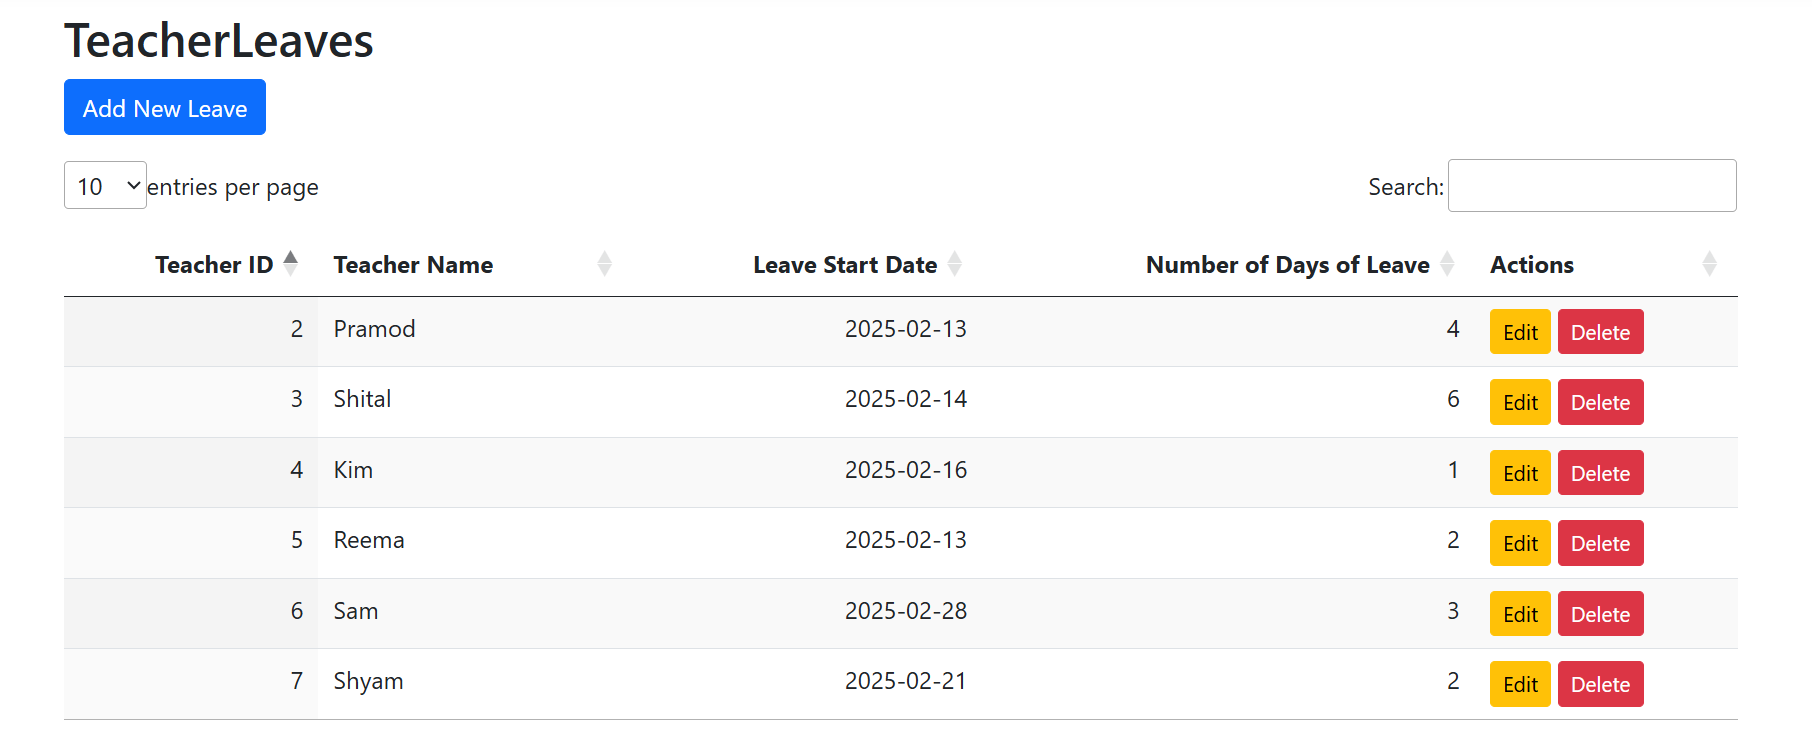 TeacherLeaves
Add New Leave
10 entries per page Search:
Teacher ID Teacher Name Leave Start Date Number of Days of Leave Actions
2 Pramod 2025-02-13 4 Edit Delete
3 Shital 2025-02-14 6 Edit Delete
4 Kim 2025-02-16 1 Edit Delete
5 Reema 2025-02-13 2 Edit Delete
6 Sam 2025-02-28 3 Edit Delete
7 Shyam 2025-02-21 2 Edit Delete